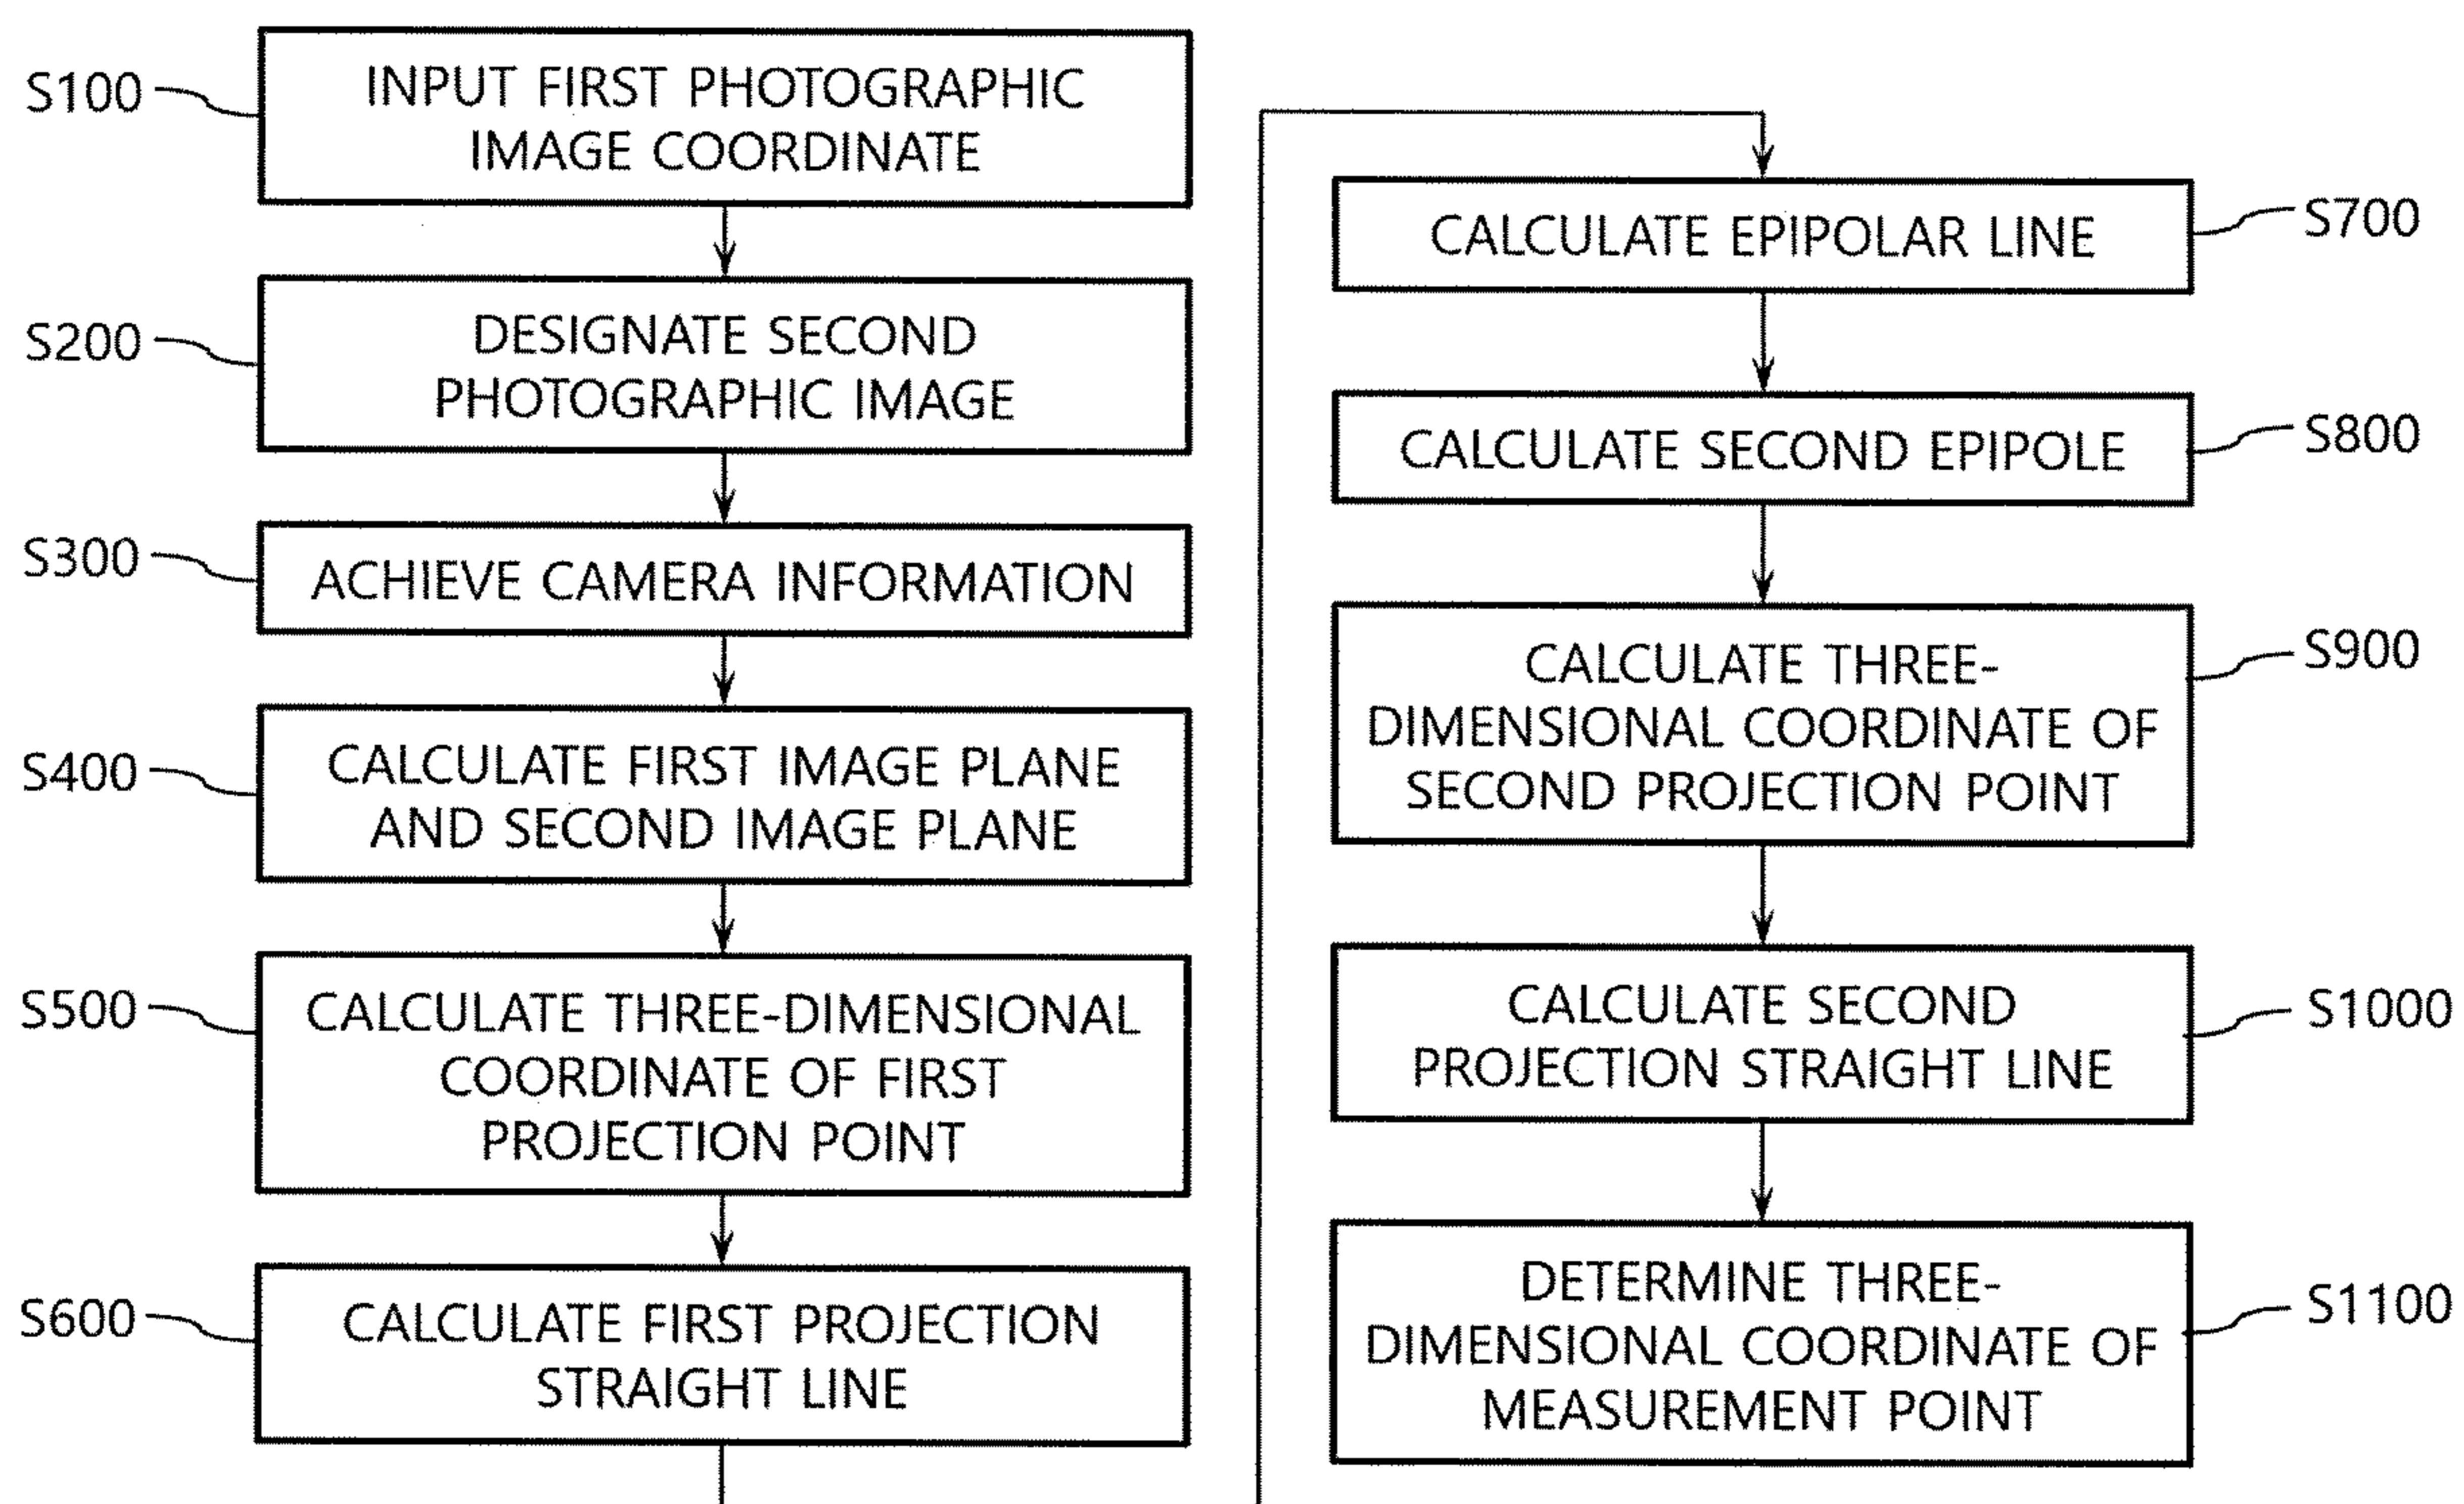 S100
INPUT FIRST PHOTOGRAPHIC
IMAGE COORDINATE
S200
DESIGNATE SECOND
PHOTOGRAPHIC IMAGE
S300
ACHIEVE CAMERA INFORMATION
S400
CALCULATE FIRST IMAGE PLANE
AND SECOND IMAGE PLANE
S500
CALCULATE THREE-DIMENSIONAL
COORDINATE OF FIRST
PROJECTION POINT
S600
CALCULATE FIRST PROJECTION
STRAIGHT LINE
CALCULATE EPIPOLAR LINE
S700
CALCULATE SECOND EPIPOLE
S800
CALCULATE THREE-
DIMENSIONAL COORDINATE OF
SECOND PROJECTION POINT
S900
CALCULATE SECOND
PROJECTION STRAIGHT LINE
S1000
DETERMINE THREE-
DIMENSIONAL COORDINATE OF
MEASUREMENT POINT
S1100